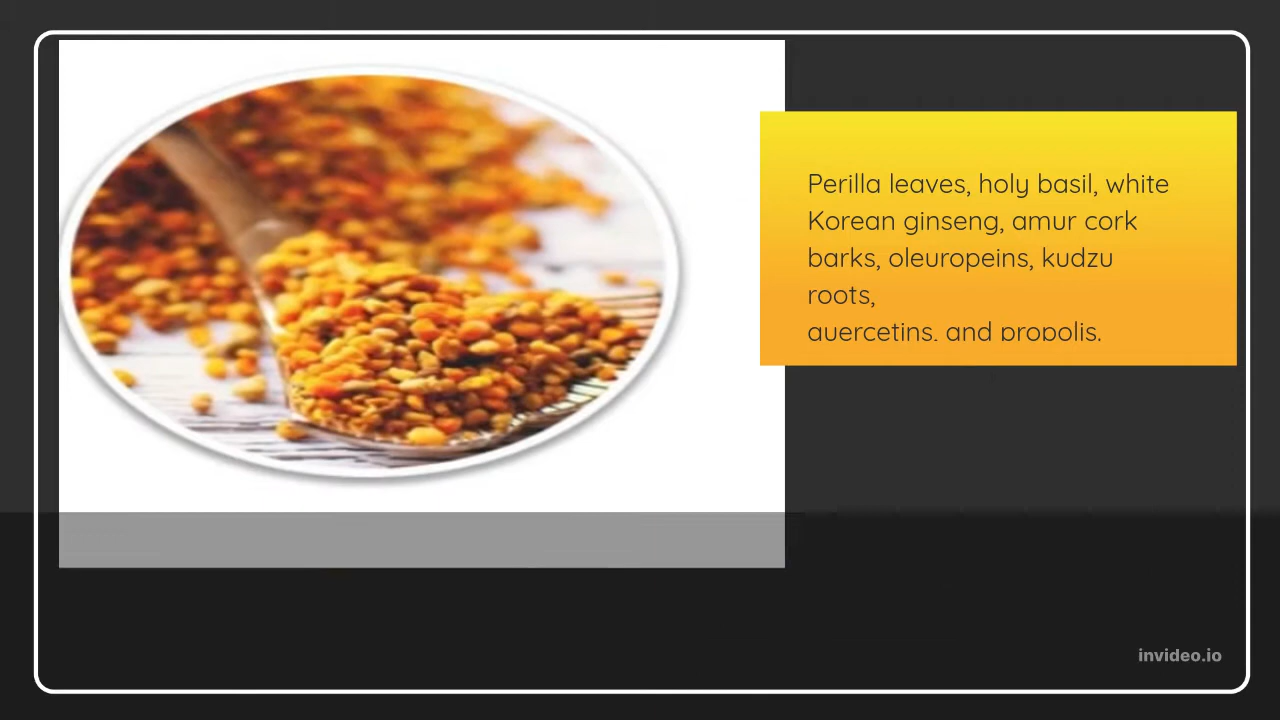 Perilla leaves, holy basil, white
Korean ginseng, amur cork
barks, oleuropeins, kudzu
roots,
quercetins, and propolis.
invideo.io